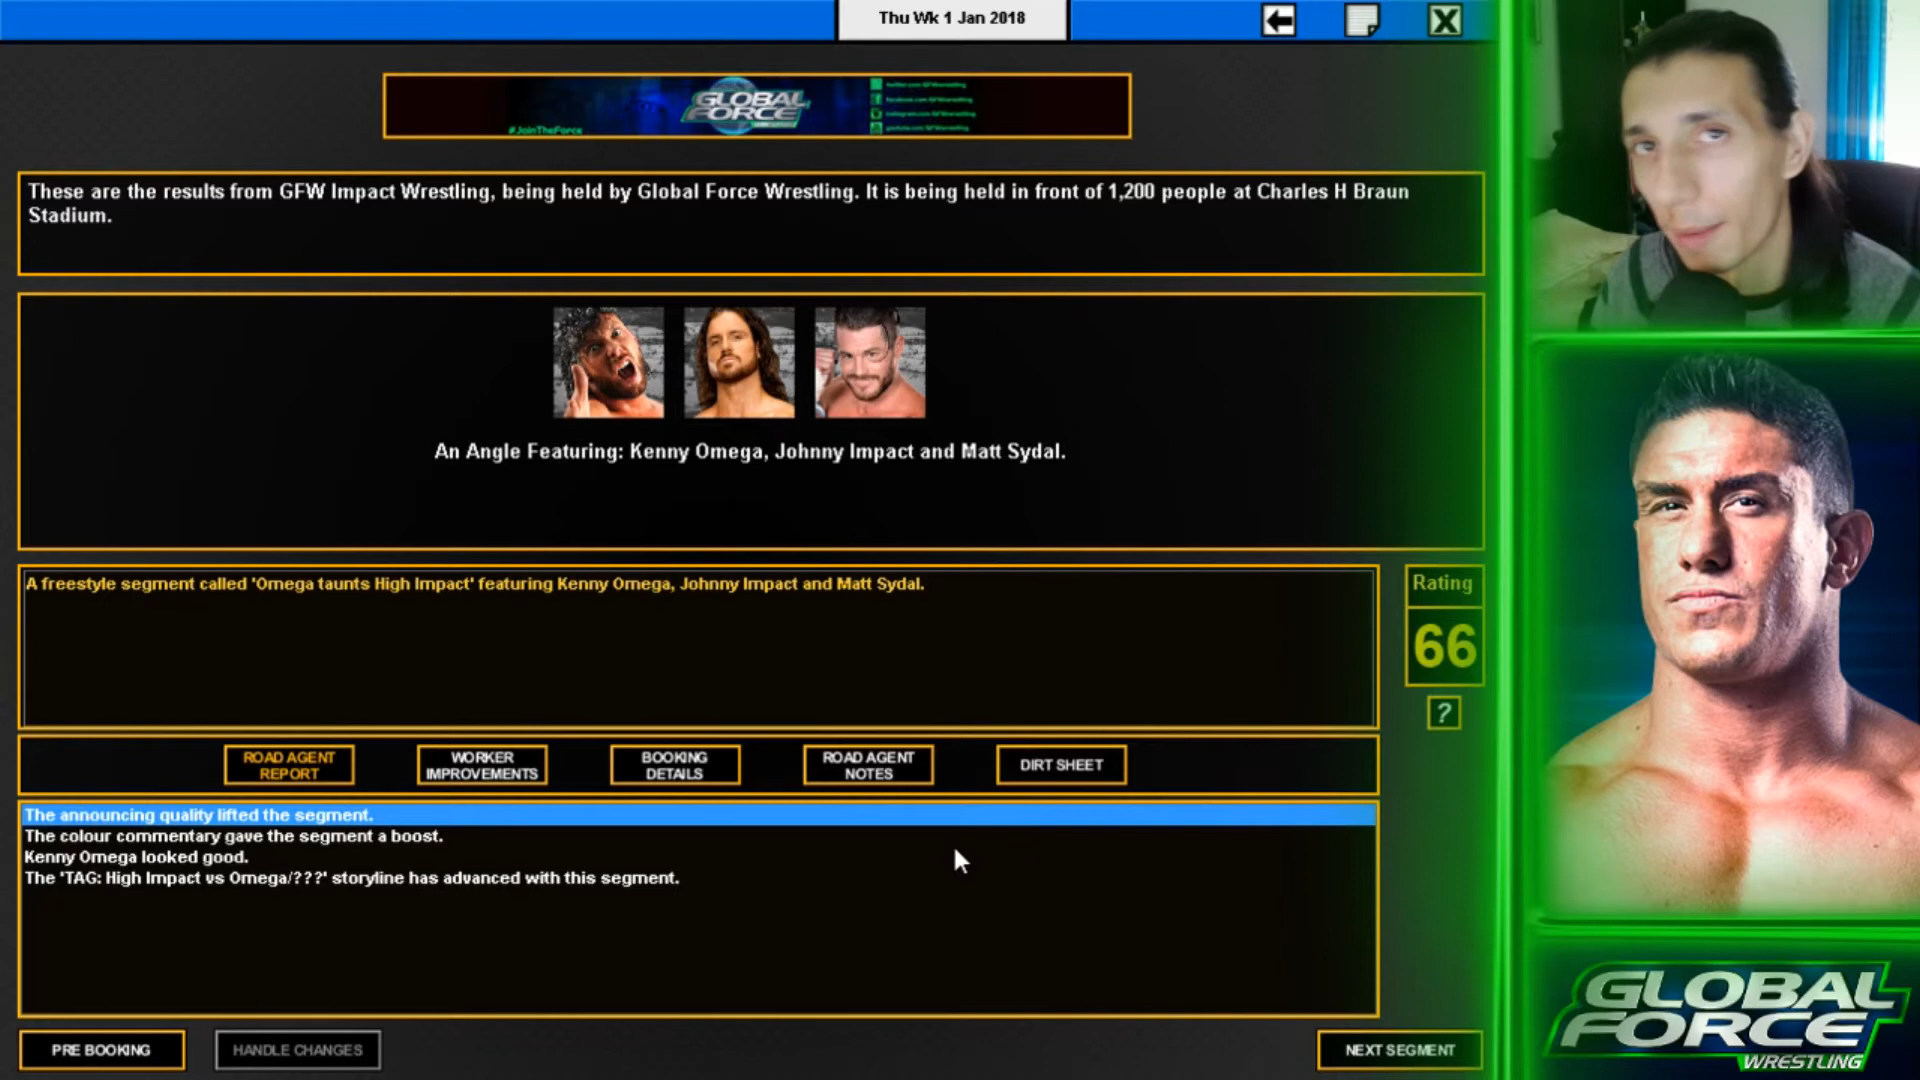 Thu Wk 1 Jan 2018
GLOBAL
FORCE
#JoinTheForce
These are the results from GFW Impact Wrestling, being held by Global Force Wrestling. It is being held in front of 1,200 people at Charles H Braun
Stadium.
An Angle Featuring: Kenny Omega, Johnny Impact and Matt Sydal.
A freestyle segment called 'Omega taunts High Impact' featuring Kenny Omega, Johnny Impact and Matt Sydal.
Rating
66
?
ROAD AGENT
REPORT
WORKER
IMPROVEMENTS
BOOKING
DETAILS
ROAD AGENT
NOTES
DIRT SHEET
The announcing quality lifted the segment.
The colour commentary gave the segment a boost.
Kenny Omega looked good.
The 'TAG: High Impact vs Omega/???' storyline has advanced with this segment.
PRE BOOKING
HANDLE CHANGES
NEXT SEGMENT
GLOBAL
FORCE
WRESTLING